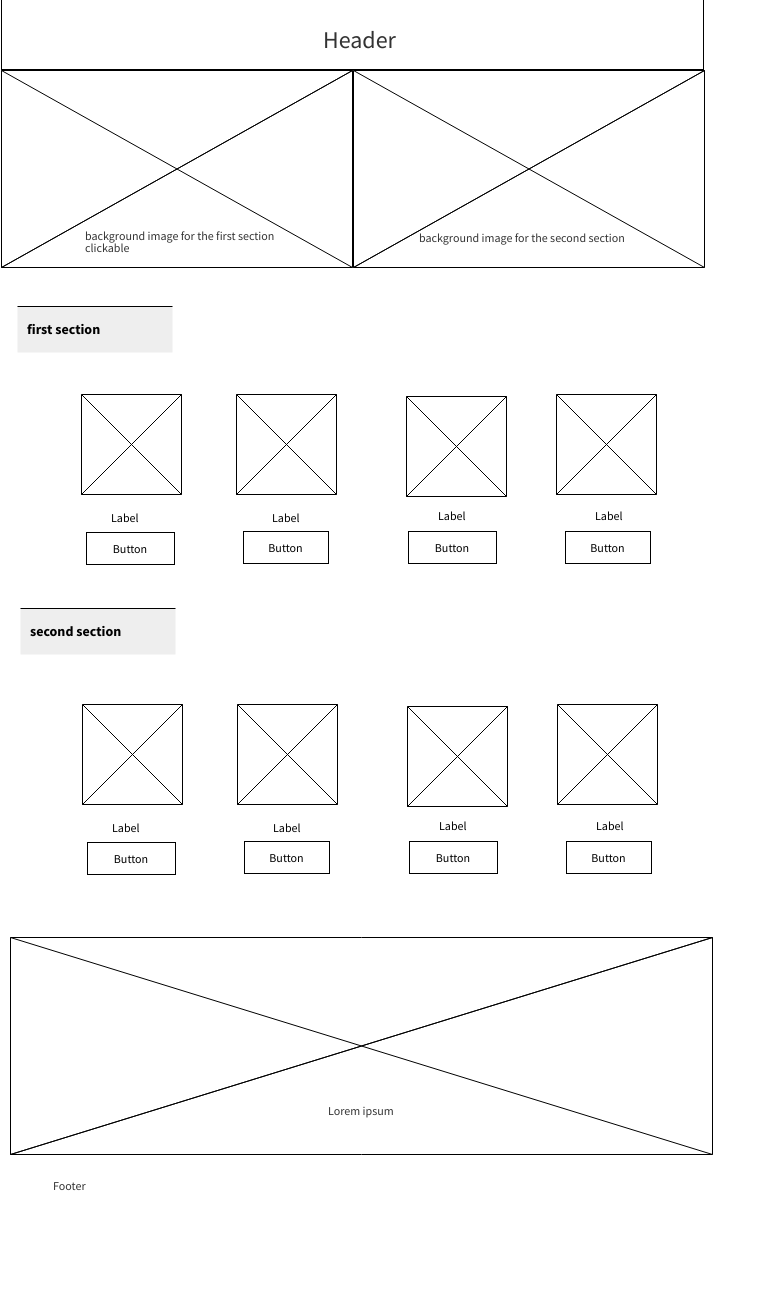 Header
background image for the first section
clickable
background image for the second section
first section
Label
Label
Label
Label
Button
Button
Button
Button
second section
Label
Label
Label
Label
Button
Button
Button
Button
Lorem ipsum
Footer